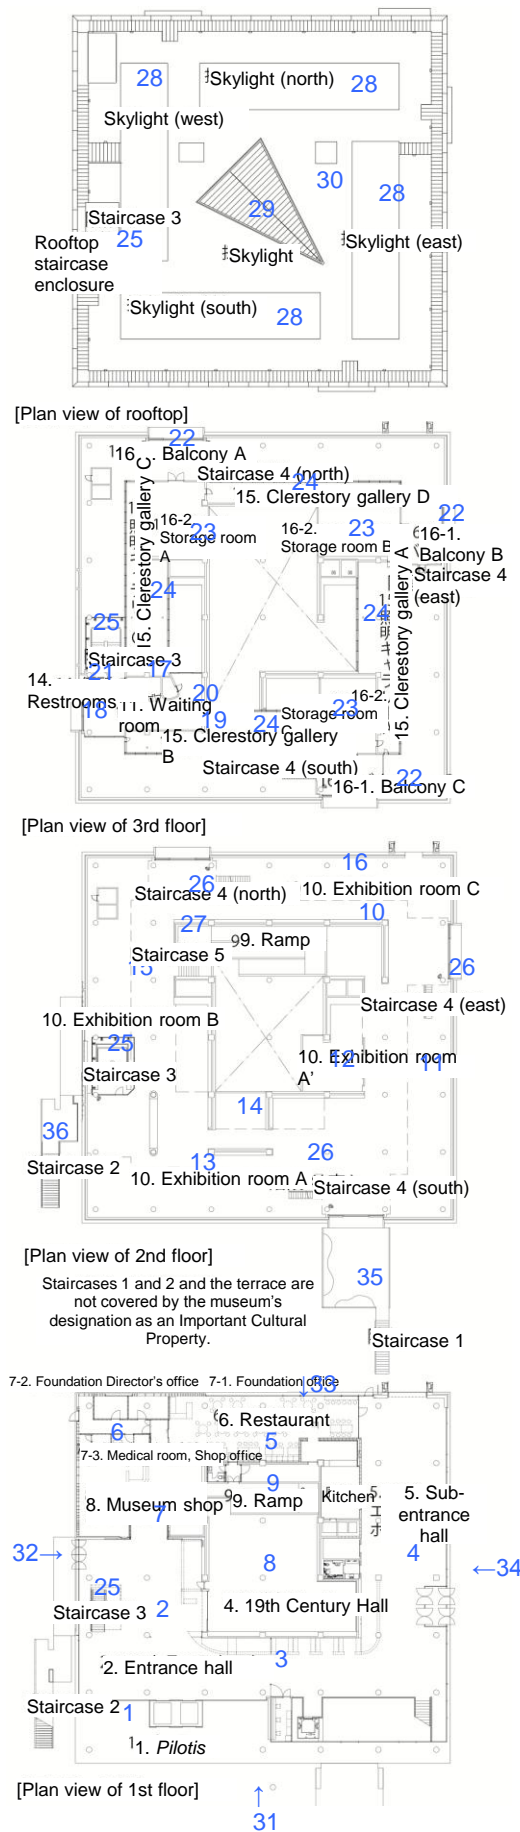 28
Skylight (north)
28
Skylight (west)
30
28
29
Staircase 3
25
Rooftop
staircase
enclosure
Skylight
Skylight (east)
Skylight (south)
28
[Plan view of rooftop]
22
16 . Balcony A
Staircase 4 (north)
24
15. Clerestory gallery D
15. Clerestory gallery C
22
16-2.
Storage room
A
23
16-2.
Storage room B
23
16-1.
Balcony B
Staircase 4
(east)
15. Clerestory gallery A
24
24
25
Staircase 3
21
17
14.
Restrooms
11. Waiting
room
20
18
19
24
16-2.
23
Storage room
C
15. Clerestory gallery
B
Staircase 4 (south)
22
16-1. Balcony C
[Plan view of 3rd floor]
16
26
Staircase 4 (north)
10. Exhibition room C
10
27
99. Ramp
Staircase 5
15
26
Staircase 4 (east)
10. Exhibition room B
25
10. Exhibition room
A’
12
11
Staircase 3
14
36
Staircase 2
13
26
10. Exhibition room A
Staircase 4 (south)
[Plan view of 2nd floor]
35
Staircases 1 and 2 and the terrace are
not covered by the museum's
designation as an Important Cultural
Property.
Staircase 1
7-2. Foundation Director's office
7-1. Foundation office
↓33
6. Restaurant
6
5
7-3. Medical room, Shop office
9
8. Museum shop
99. Ramp
Kitchen
エ
ホ
5. Sub-
entrance
hall
7
32→
8
4
←34
25
Staircase 3
2
4. 19th Century Hall
3
2. Entrance hall
Staircase 2
1
11. Pilotis
[Plan view of 1st floor]
↑
31